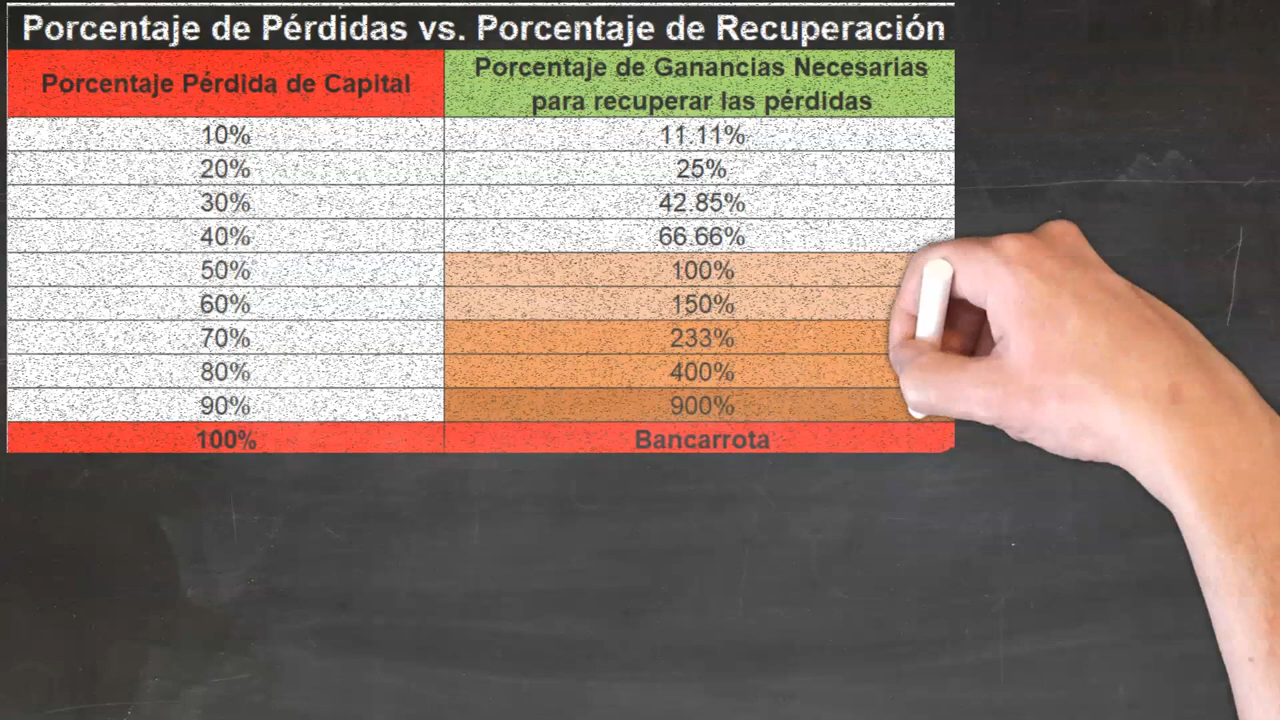 Porcentaje de Pérdidas vs. Porcentaje de Recuperación
Porcentaje Pérdida de Capital
Porcentaje de Ganancias Necesarias
para recuperar las pérdidas
10% 11.11%
20% 25%
30% 42.85%
40% 66.66%
50% 100%
60% 150%
70% 233%
80% 400%
90% 900%
100% Bancarrota